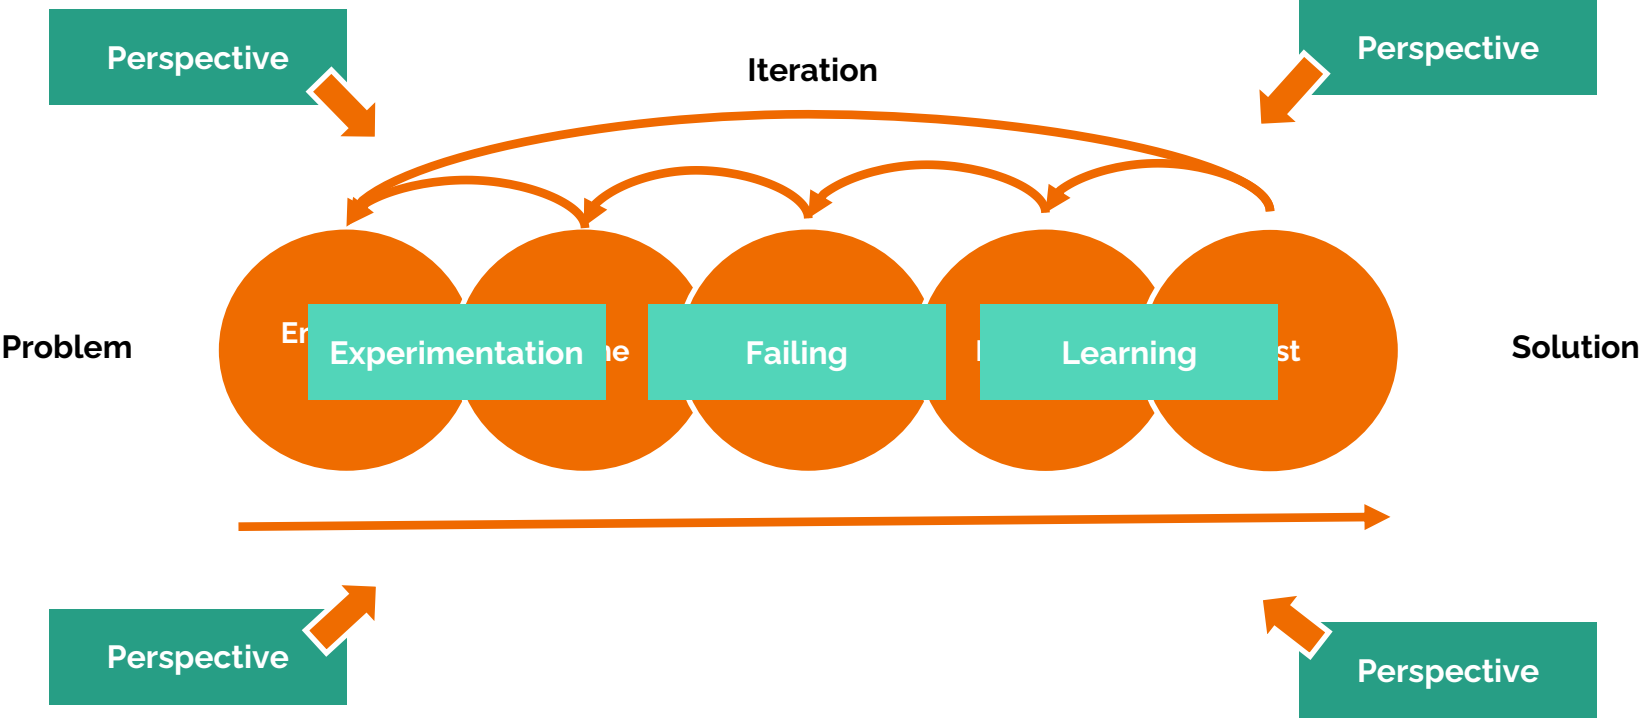 Perspective
Perspective
Iteration
Problem
Experimentation
Failing
Learning
Solution
Perspective
Perspective